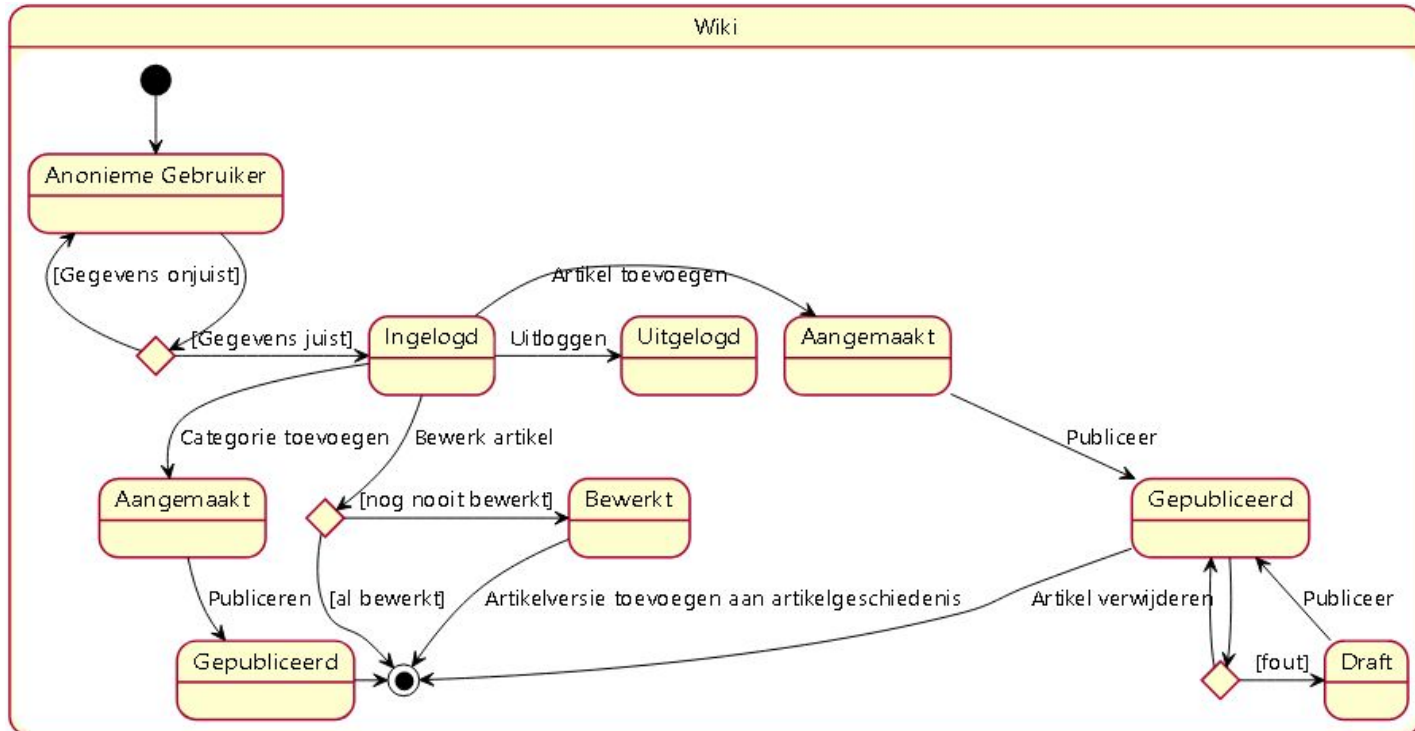 Wiki
Anonieme Gebruiker
[Gegevens onjuist]
Artikel toevoegen
[Gegevens juist]
Ingelogd
Uitloggen
Uitgelogd
Aangemaakt
Categorie toevoegen
Bewerk artikel
Publiceer
Aangemaakt
[nog nooit bewerkt]
Bewerkt
Gepubliceerd
Publiceren
[al bewerkt]
Artikelversie toevoegen aan artikelgeschiedenis
Artikel verwijderen
Publiceer
Gepubliceerd
[fout]
Draft